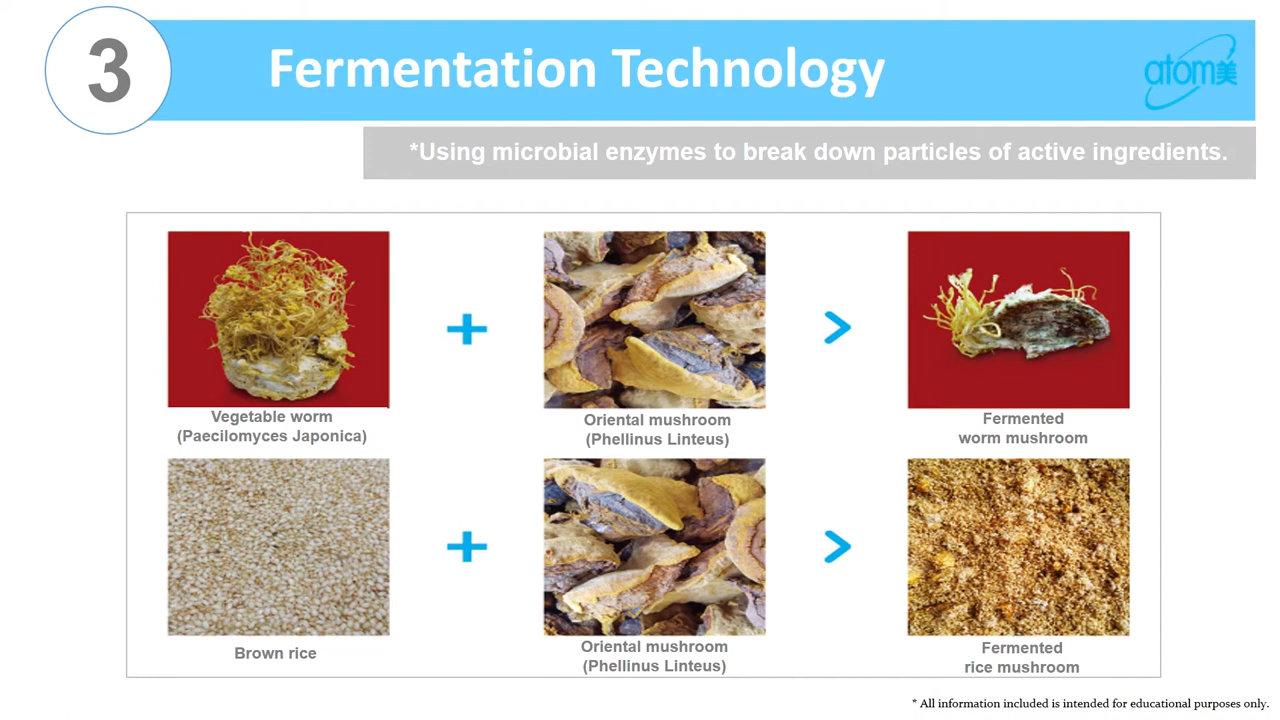 3
Fermentation Technology
atom美
*Using microbial enzymes to break down particles of active ingredients.
+
>
Vegetable worm
(Paecilomyces Japonica)
Oriental mushroom
(Phellinus Linteus)
Fermented
worm mushroom
+
>
Brown rice
Oriental mushroom
(Phellinus Linteus)
Fermented
rice mushroom
* All information included is intended for educational purposes only.